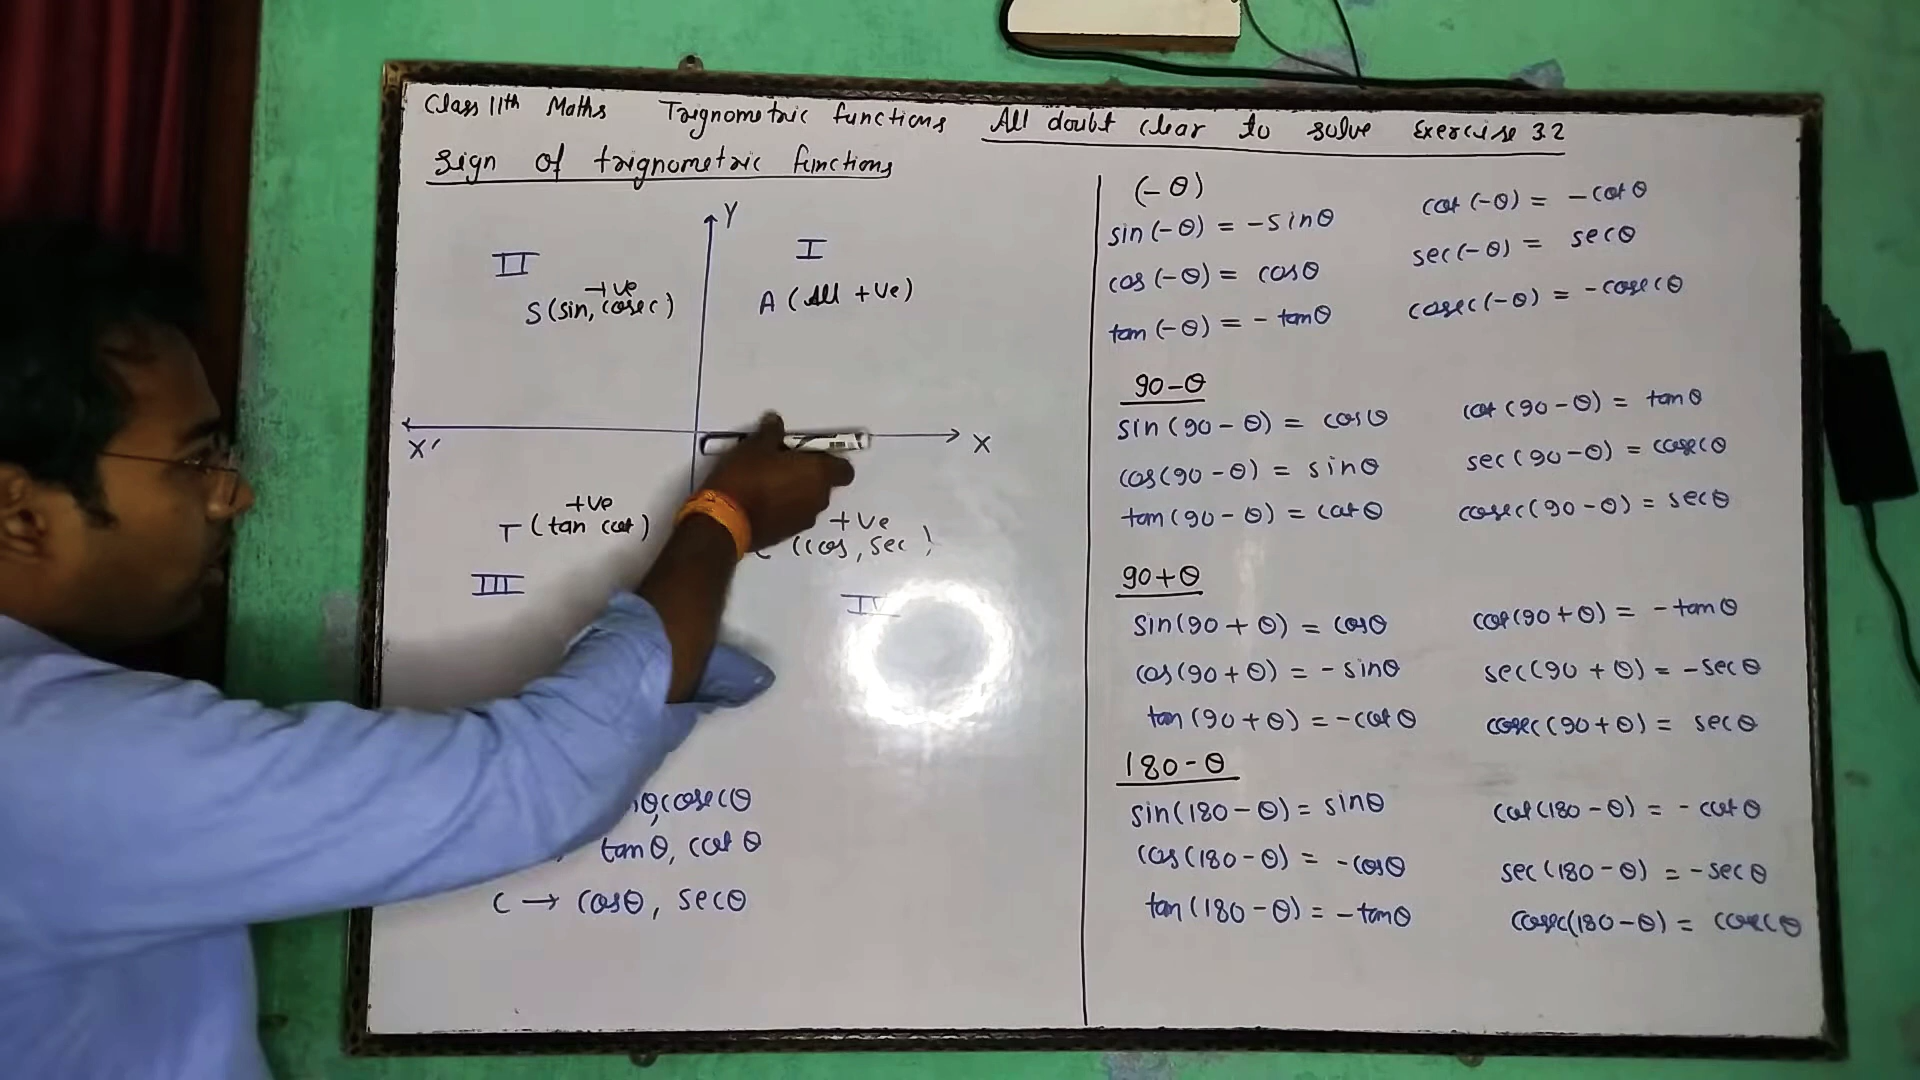 Class 11th Maths Trignometric functions All doubt clear to solve Exercise 3.2
Sign of trignometric functions
Y
II
I
+ve
S (sin, cosec)
A (All +ve)
X'
X
+ve
T (tan cot)
+ve
(cos, sec)
III
IV
θ, cosecθ
tanθ, cot θ
C → cosθ, secθ
(-θ)
sin(-θ) = -sinθ
cos(-θ) = cosθ
tan(-θ) = - tanθ
cot(-θ) = -cotθ
sec(-θ) = secθ
cosec(-θ) = -cosecθ
90-θ
sin(90-θ) = cosθ
cos(90-θ) = sinθ
tan(90-θ) = cotθ
cot(90-θ) = tanθ
sec(90-θ) = cosecθ
cosec(90-θ) = secθ
90+θ
sin(90+θ) = cosθ
cos(90+θ) = -sinθ
tan(90+θ) = -cotθ
cot(90+θ) = -tanθ
sec(90+θ) = -secθ
cosec(90+θ) = secθ
180-θ
sin(180-θ) = sinθ
cos(180-θ) = -cosθ
tan(180-θ) = -tanθ
cot(180-θ) = -cotθ
sec(180-θ) = -secθ
cosec(180-θ) = cosecθ